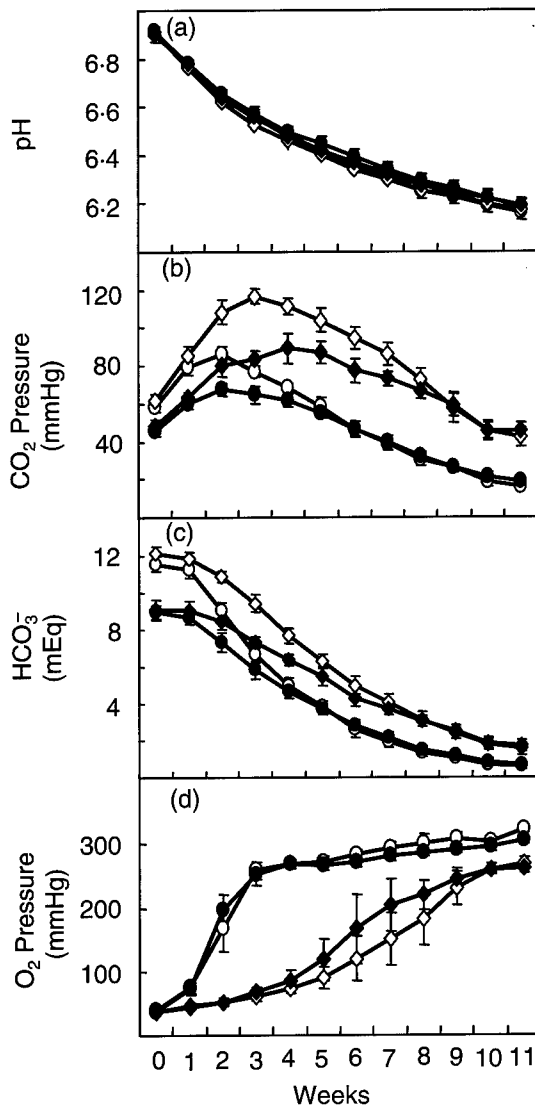 (a)
6·8
6·6
6·4
6·2
pH
(b)
120
80
40
CO₂ Pressure
(mmHg)
(c)
12
8
4
HCO₃⁻
(mEq)
(d)
300
200
100
O₂ Pressure
(mmHg)
0 1 2 3 4 5 6 7 8 9 10 11
Weeks